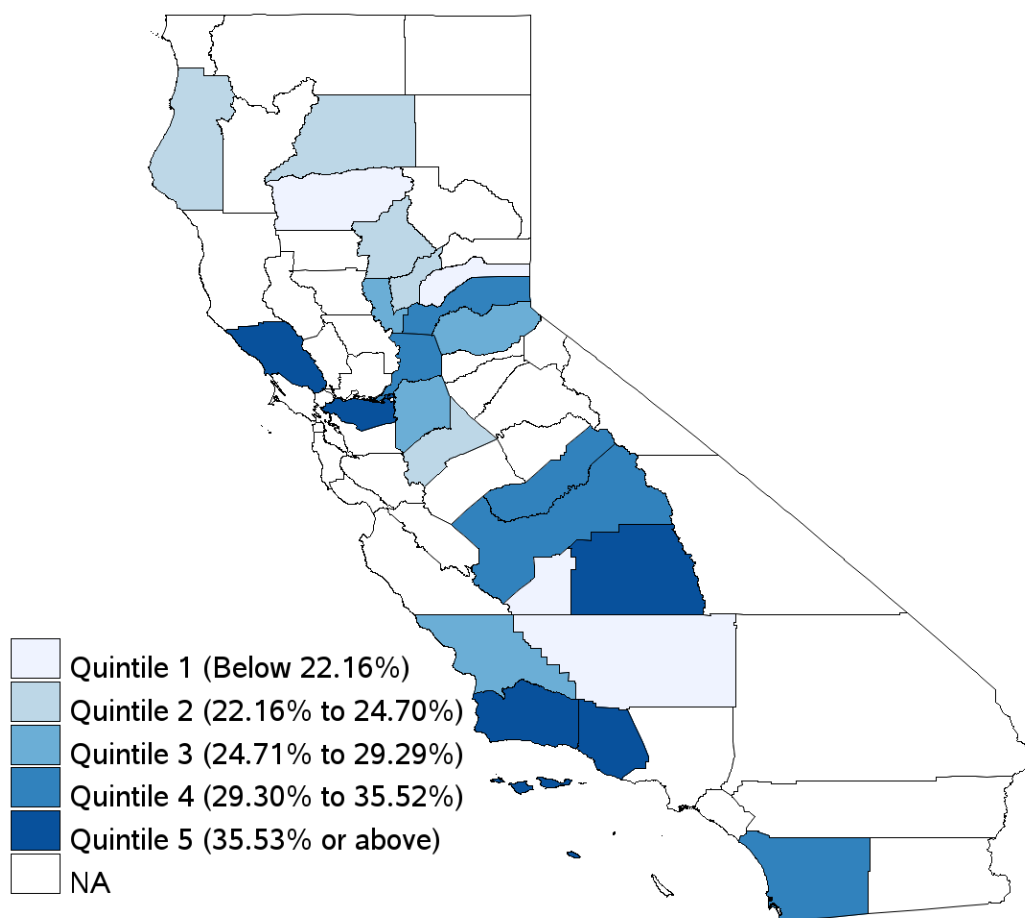 Quintile 1 (Below 22.16%)
Quintile 2 (22.16% to 24.70%)
Quintile 3 (24.71% to 29.29%)
Quintile 4 (29.30% to 35.52%)
Quintile 5 (35.53% or above)
NA